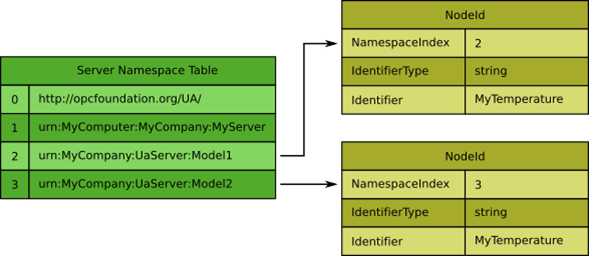 Server Namespace Table
0 http://opcfoundation.org/UA/
1 urn:MyComputer:MyCompany:MyServer
2 urn:MyCompany:UaServer:Model1
3 urn:MyCompany:UaServer:Model2
NodeId
NamespaceIndex 2
IdentifierType string
Identifier MyTemperature
NodeId
NamespaceIndex 3
IdentifierType string
Identifier MyTemperature